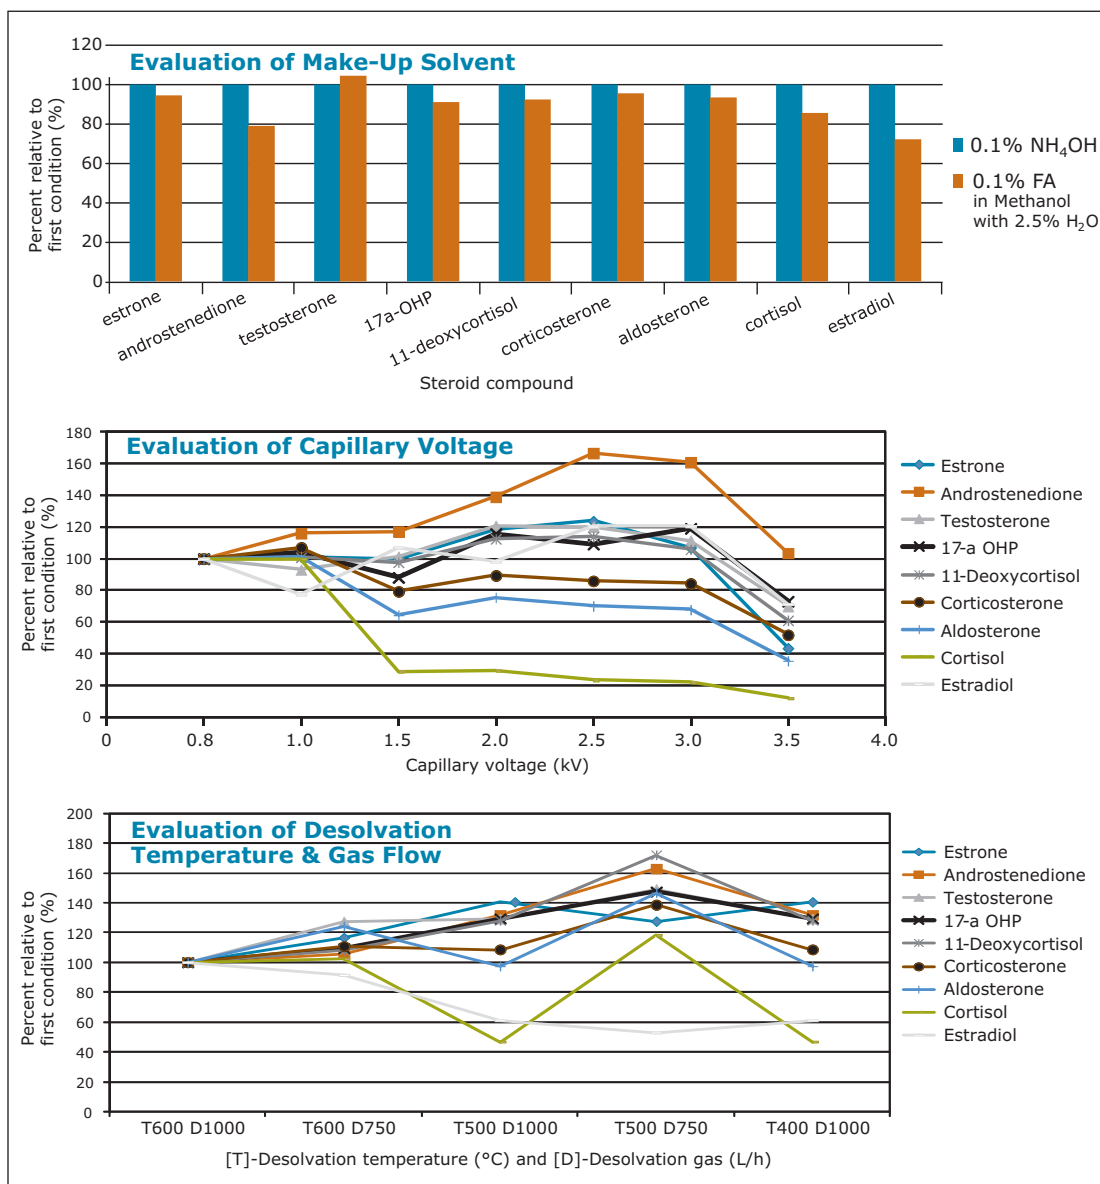 Evaluation of Make-Up Solvent
120
100
80
60
40
20
0
Percent relative to
first condition (%)
estrone
androstenedione
testosterone
17a-OHP
11-deoxycortisol
corticosterone
aldosterone
cortisol
estradiol
Steroid compound
0.1% NH₄OH
0.1% FA
in Methanol
with 2.5% H₂O
Evaluation of Capillary Voltage
180
160
140
120
100
80
60
40
20
0
Percent relative to
first condition (%)
0 0.8 1.0 1.5 2.0 2.5 3.0 3.5 4.0
Capillary voltage (kV)
Estrone
Androstenedione
Testosterone
17-a OHP
11-Deoxycortisol
Corticosterone
Aldosterone
Cortisol
Estradiol
Evaluation of Desolvation
Temperature & Gas Flow
200
180
160
140
120
100
80
60
40
20
0
Percent relative to
first condition (%)
T600 D1000 T600 D750 T500 D1000 T500 D750 T400 D1000
[T]-Desolvation temperature (°C) and [D]-Desolvation gas (L/h)
Estrone
Androstenedione
Testosterone
17-a OHP
11-Deoxycortisol
Corticosterone
Aldosterone
Cortisol
Estradiol